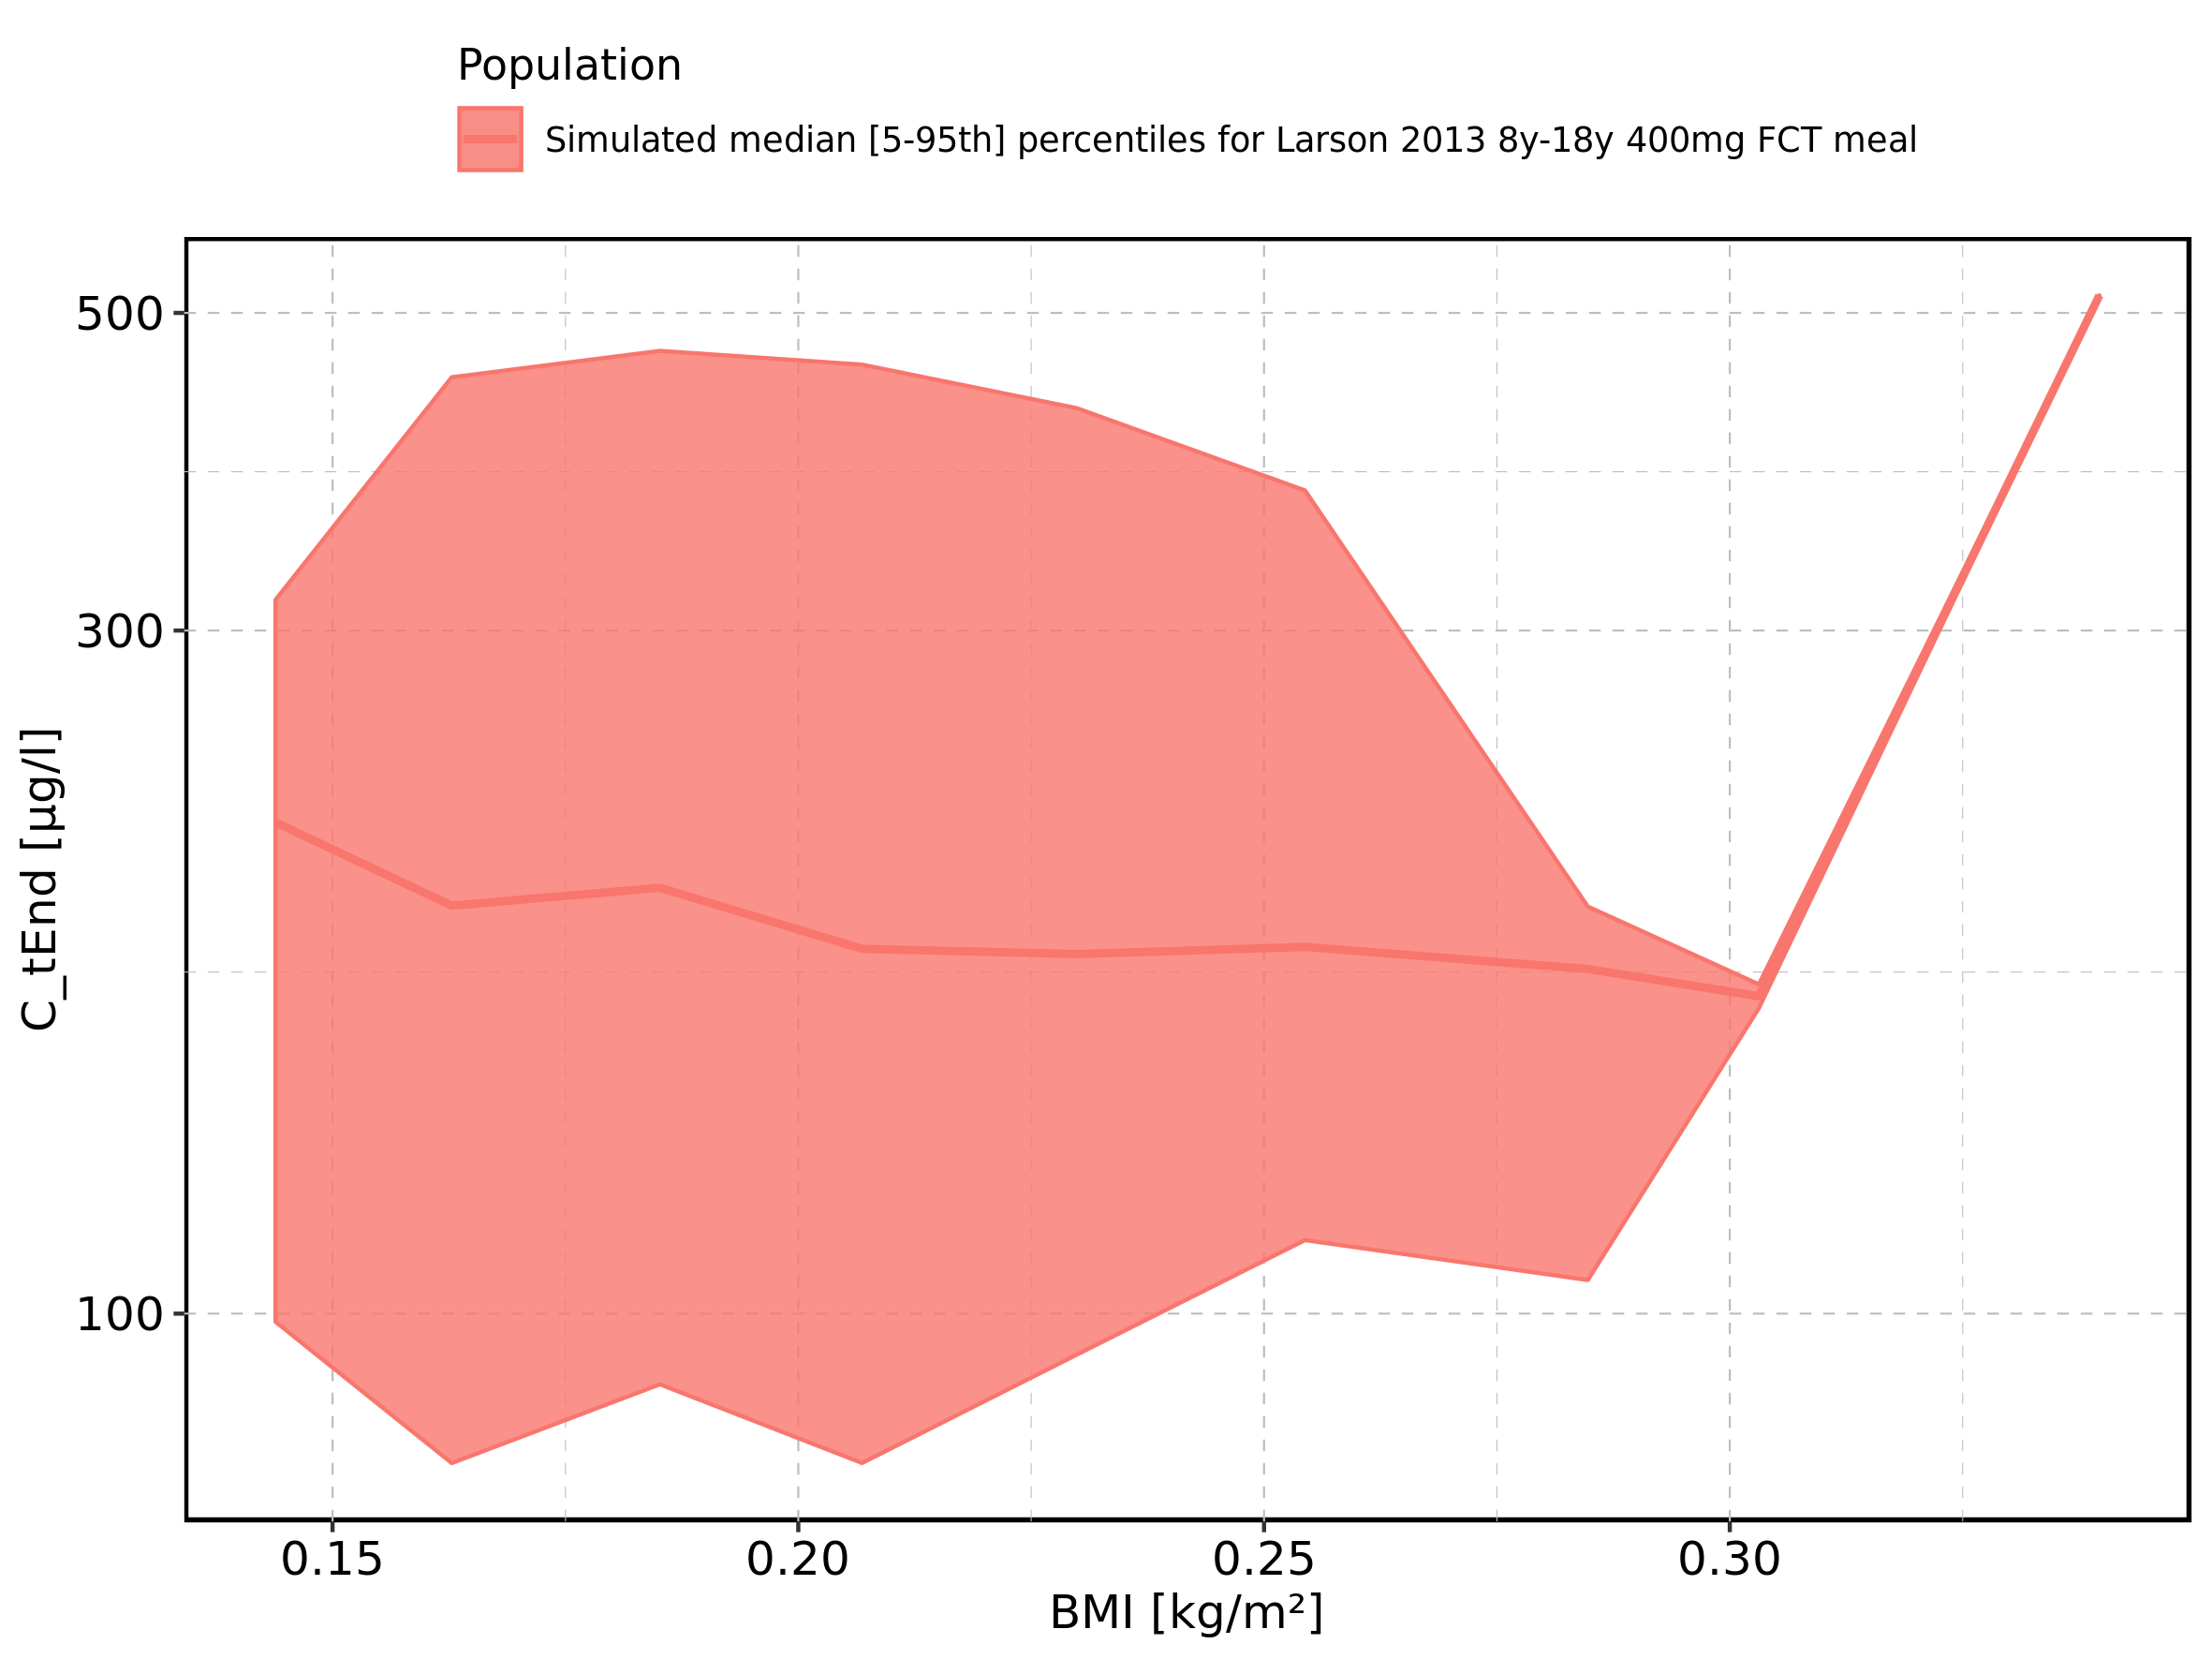 Population
Simulated median [5-95th] percentiles for Larson 2013 8y-18y 400mg FCT meal
500
300
100
C_tEnd [µg/l]
0.15 0.20 0.25 0.30
BMI [kg/m²]